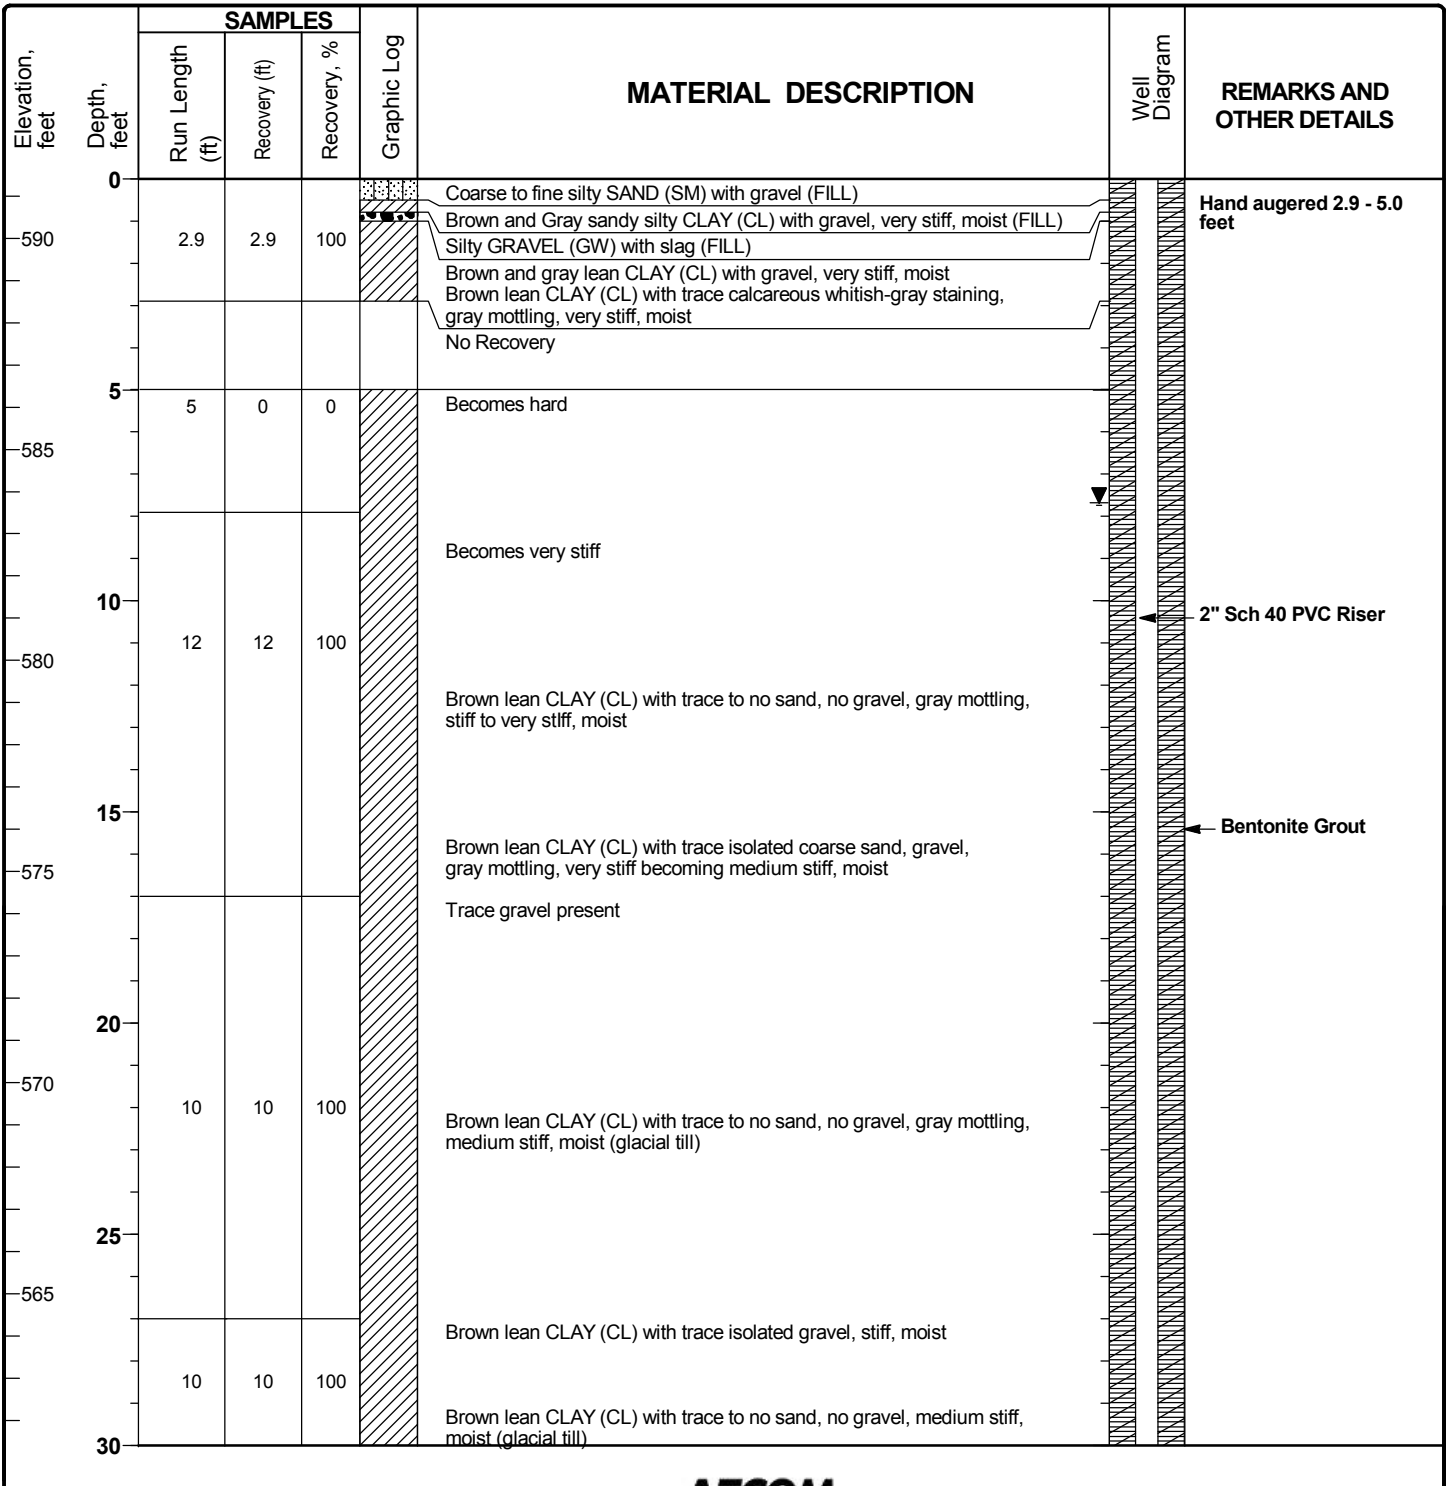 SAMPLES
Elevation,
feet
Depth,
feet
Run Length
(ft)
Recovery (ft)
Recovery, %
Graphic Log
MATERIAL DESCRIPTION
Well
Diagram
REMARKS AND
OTHER DETAILS
0
Coarse to fine silty SAND (SM) with gravel (FILL)
Hand augered 2.9 - 5.0
feet
Brown and Gray sandy silty CLAY (CL) with gravel, very stiff, moist (FILL)
590
2.9 2.9 100
Silty GRAVEL (GW) with slag (FILL)
Brown and gray lean CLAY (CL) with gravel, very stiff, moist
Brown lean CLAY (CL) with trace calcareous whitish-gray staining,
gray mottling, very stiff, moist
No Recovery
5
5 0 0
Becomes hard
585
Becomes very stiff
10
2" Sch 40 PVC Riser
12 12 100
580
Brown lean CLAY (CL) with trace to no sand, no gravel, gray mottling,
stiff to very stIff, moist
15
Bentonite Grout
Brown lean CLAY (CL) with trace isolated coarse sand, gravel,
gray mottling, very stiff becoming medium stiff, moist
575
Trace gravel present
20
570
10 10 100
Brown lean CLAY (CL) with trace to no sand, no gravel, gray mottling,
medium stiff, moist (glacial till)
25
565
Brown lean CLAY (CL) with trace isolated gravel, stiff, moist
10 10 100
Brown lean CLAY (CL) with trace to no sand, no gravel, medium stiff,
moist (glacial till)
30
AECOM